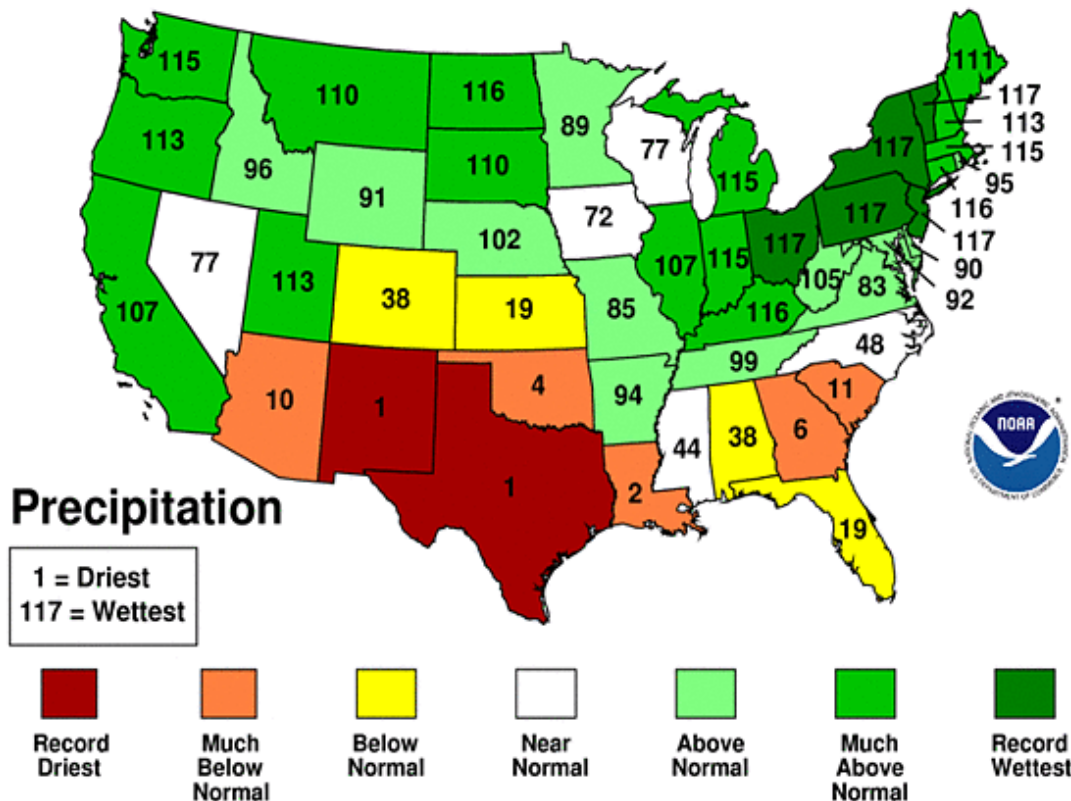 115
110
116
89
77
115
111
117
113
115
95
116
117
90
92
113
96
91
110
72
117
117
77
113
102
107
115
117
105
83
107
38
19
85
116
48
10
1
4
94
99
11
1
2
44
38
6
19
NOAA
Precipitation
1 = Driest
117 = Wettest
Record
Driest
Much
Below
Normal
Below
Normal
Near
Normal
Above
Normal
Much
Above
Normal
Record
Wettest